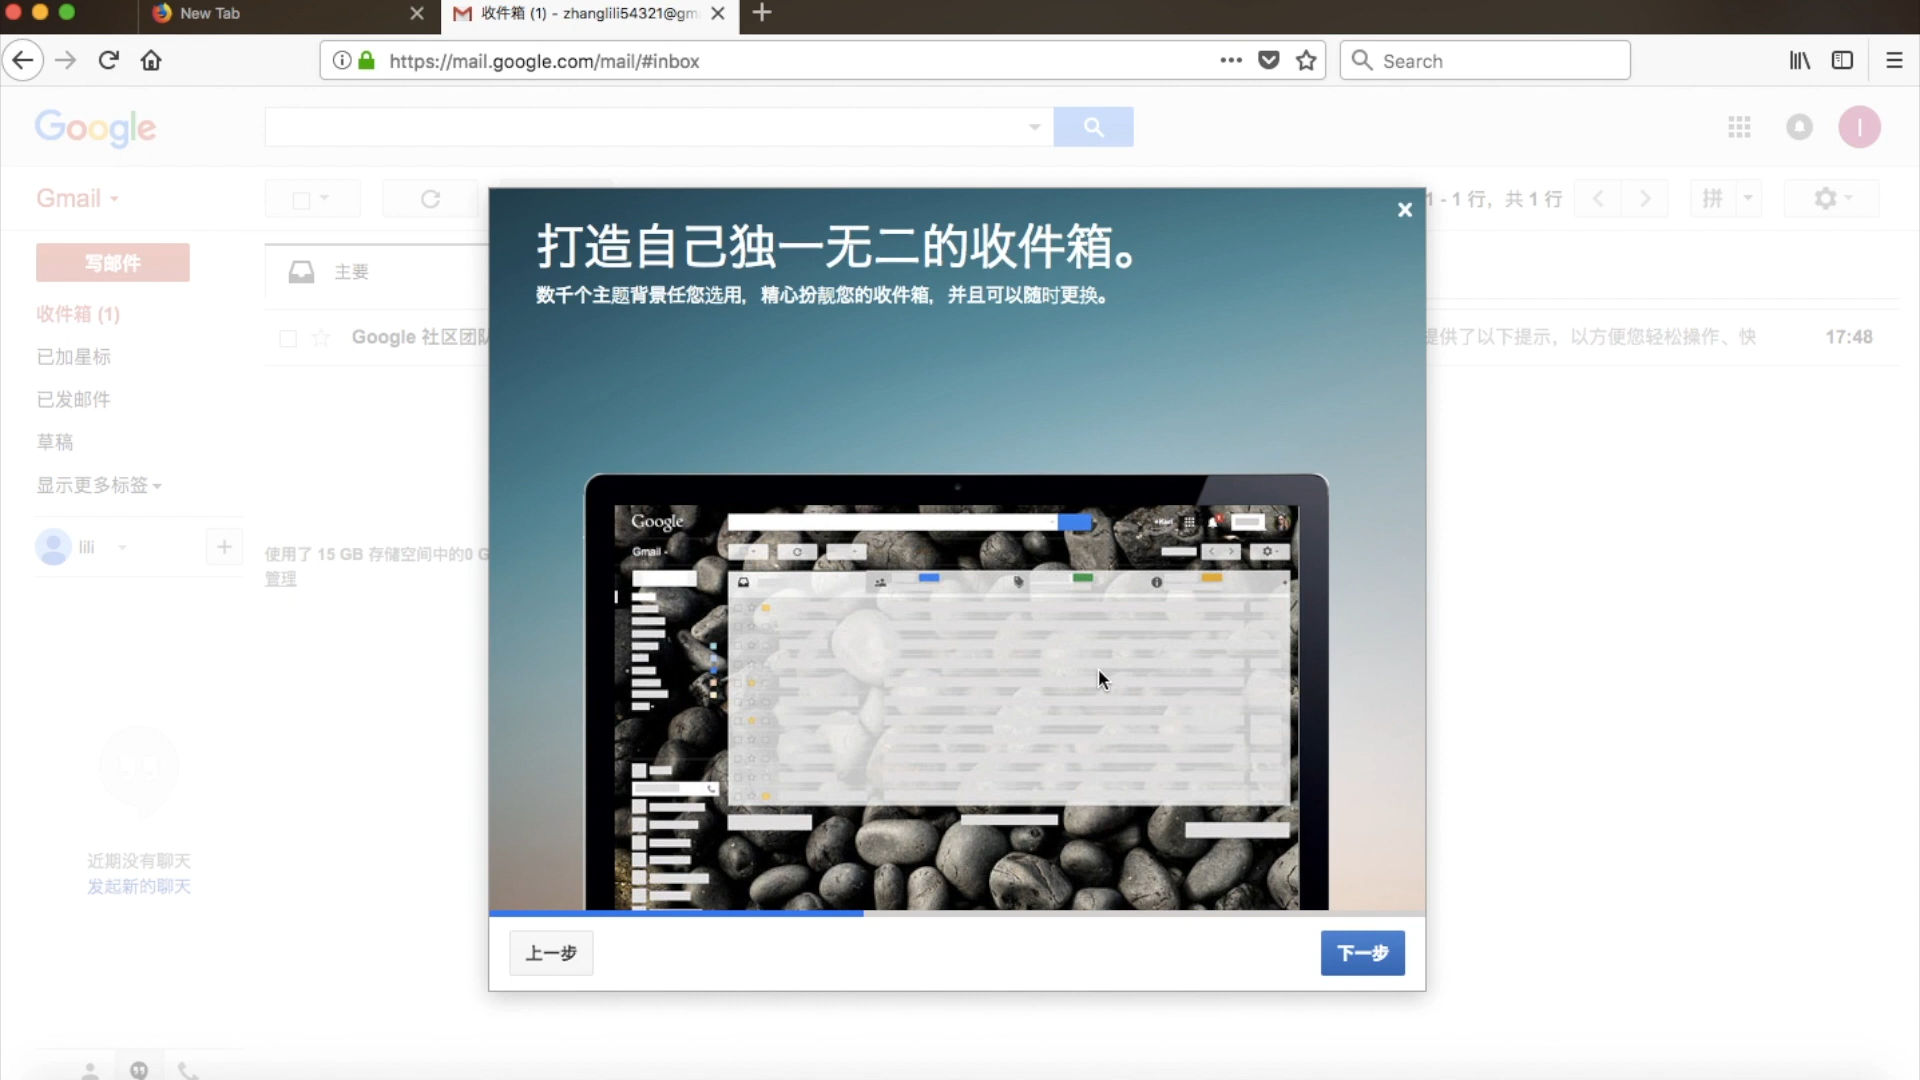 New Tab
收件箱 (1) - zhanglili54321@gm
https://mail.google.com/mail/#inbox
Search
Google
Gmail
1 - 1 行，共 1 行
拼
写邮件
主要
收件箱 (1)
Google 社区团队
提供了以下提示，以方便您轻松操作、快
17:48
已加星标
已发邮件
草稿
显示更多标签
lili
使用了 15 GB 存储空间中的0 G
管理
近期没有聊天
发起新的聊天
打造自己独一无二的收件箱。
数千个主题背景任您选用，精心扮靓您的收件箱，并且可以随时更换。
Google
+Karl
Gmail
上一步
下一步